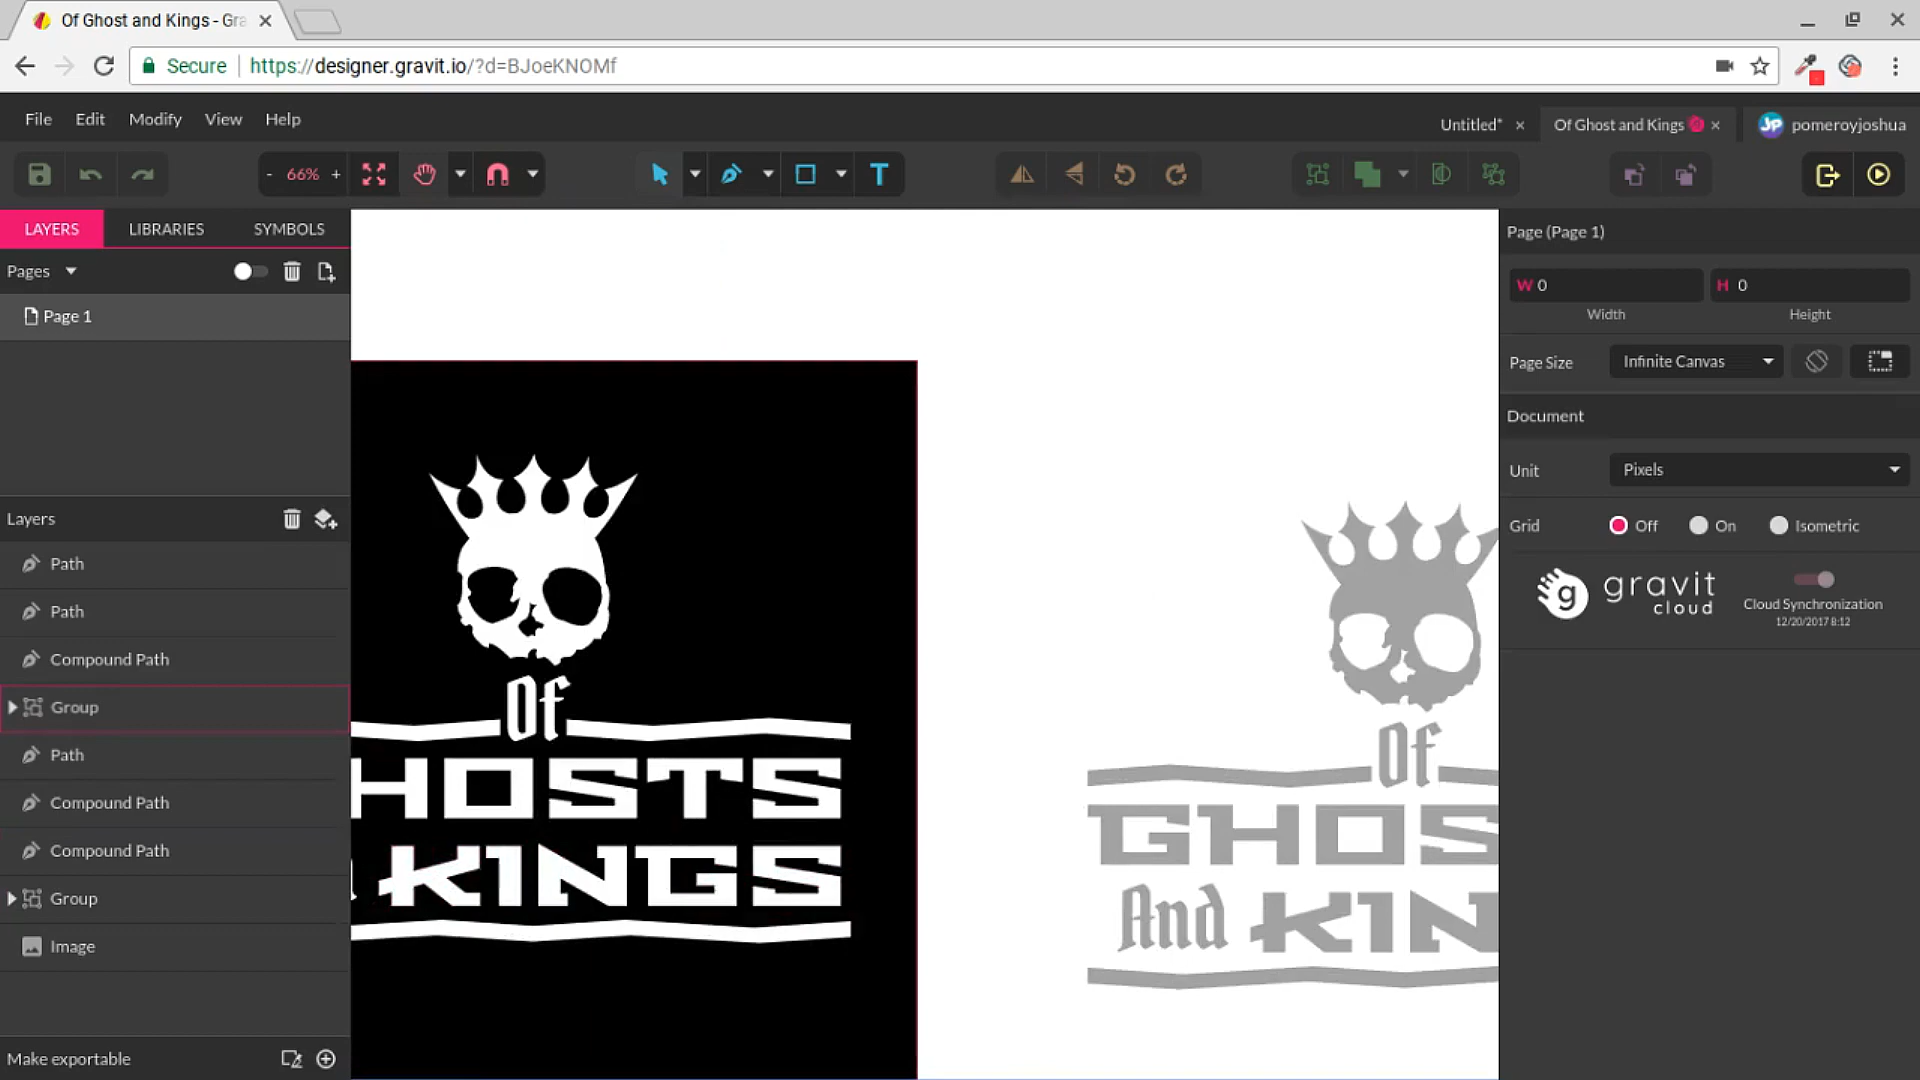 Of Ghost and Kings - Gra
Secure https://designer.gravit.io/?d=BJoeKNOMf
File Edit Modify View Help
Untitled* Of Ghost and Kings pomeroyjoshua
- 66% + T
LAYERS LIBRARIES SYMBOLS
Pages
Page 1
Layers
Path
Path
Compound Path
Group
Path
Compound Path
Compound Path
Group
Image
Make exportable
Of
HOSTS
KINGS
Of
GHOS
And KIN
Page (Page 1)
W 0 H 0
Width Height
Page Size Infinite Canvas
Document
Unit Pixels
Grid Off On Isometric
g gravit cloud
Cloud Synchronization
12/20/2017 8:12